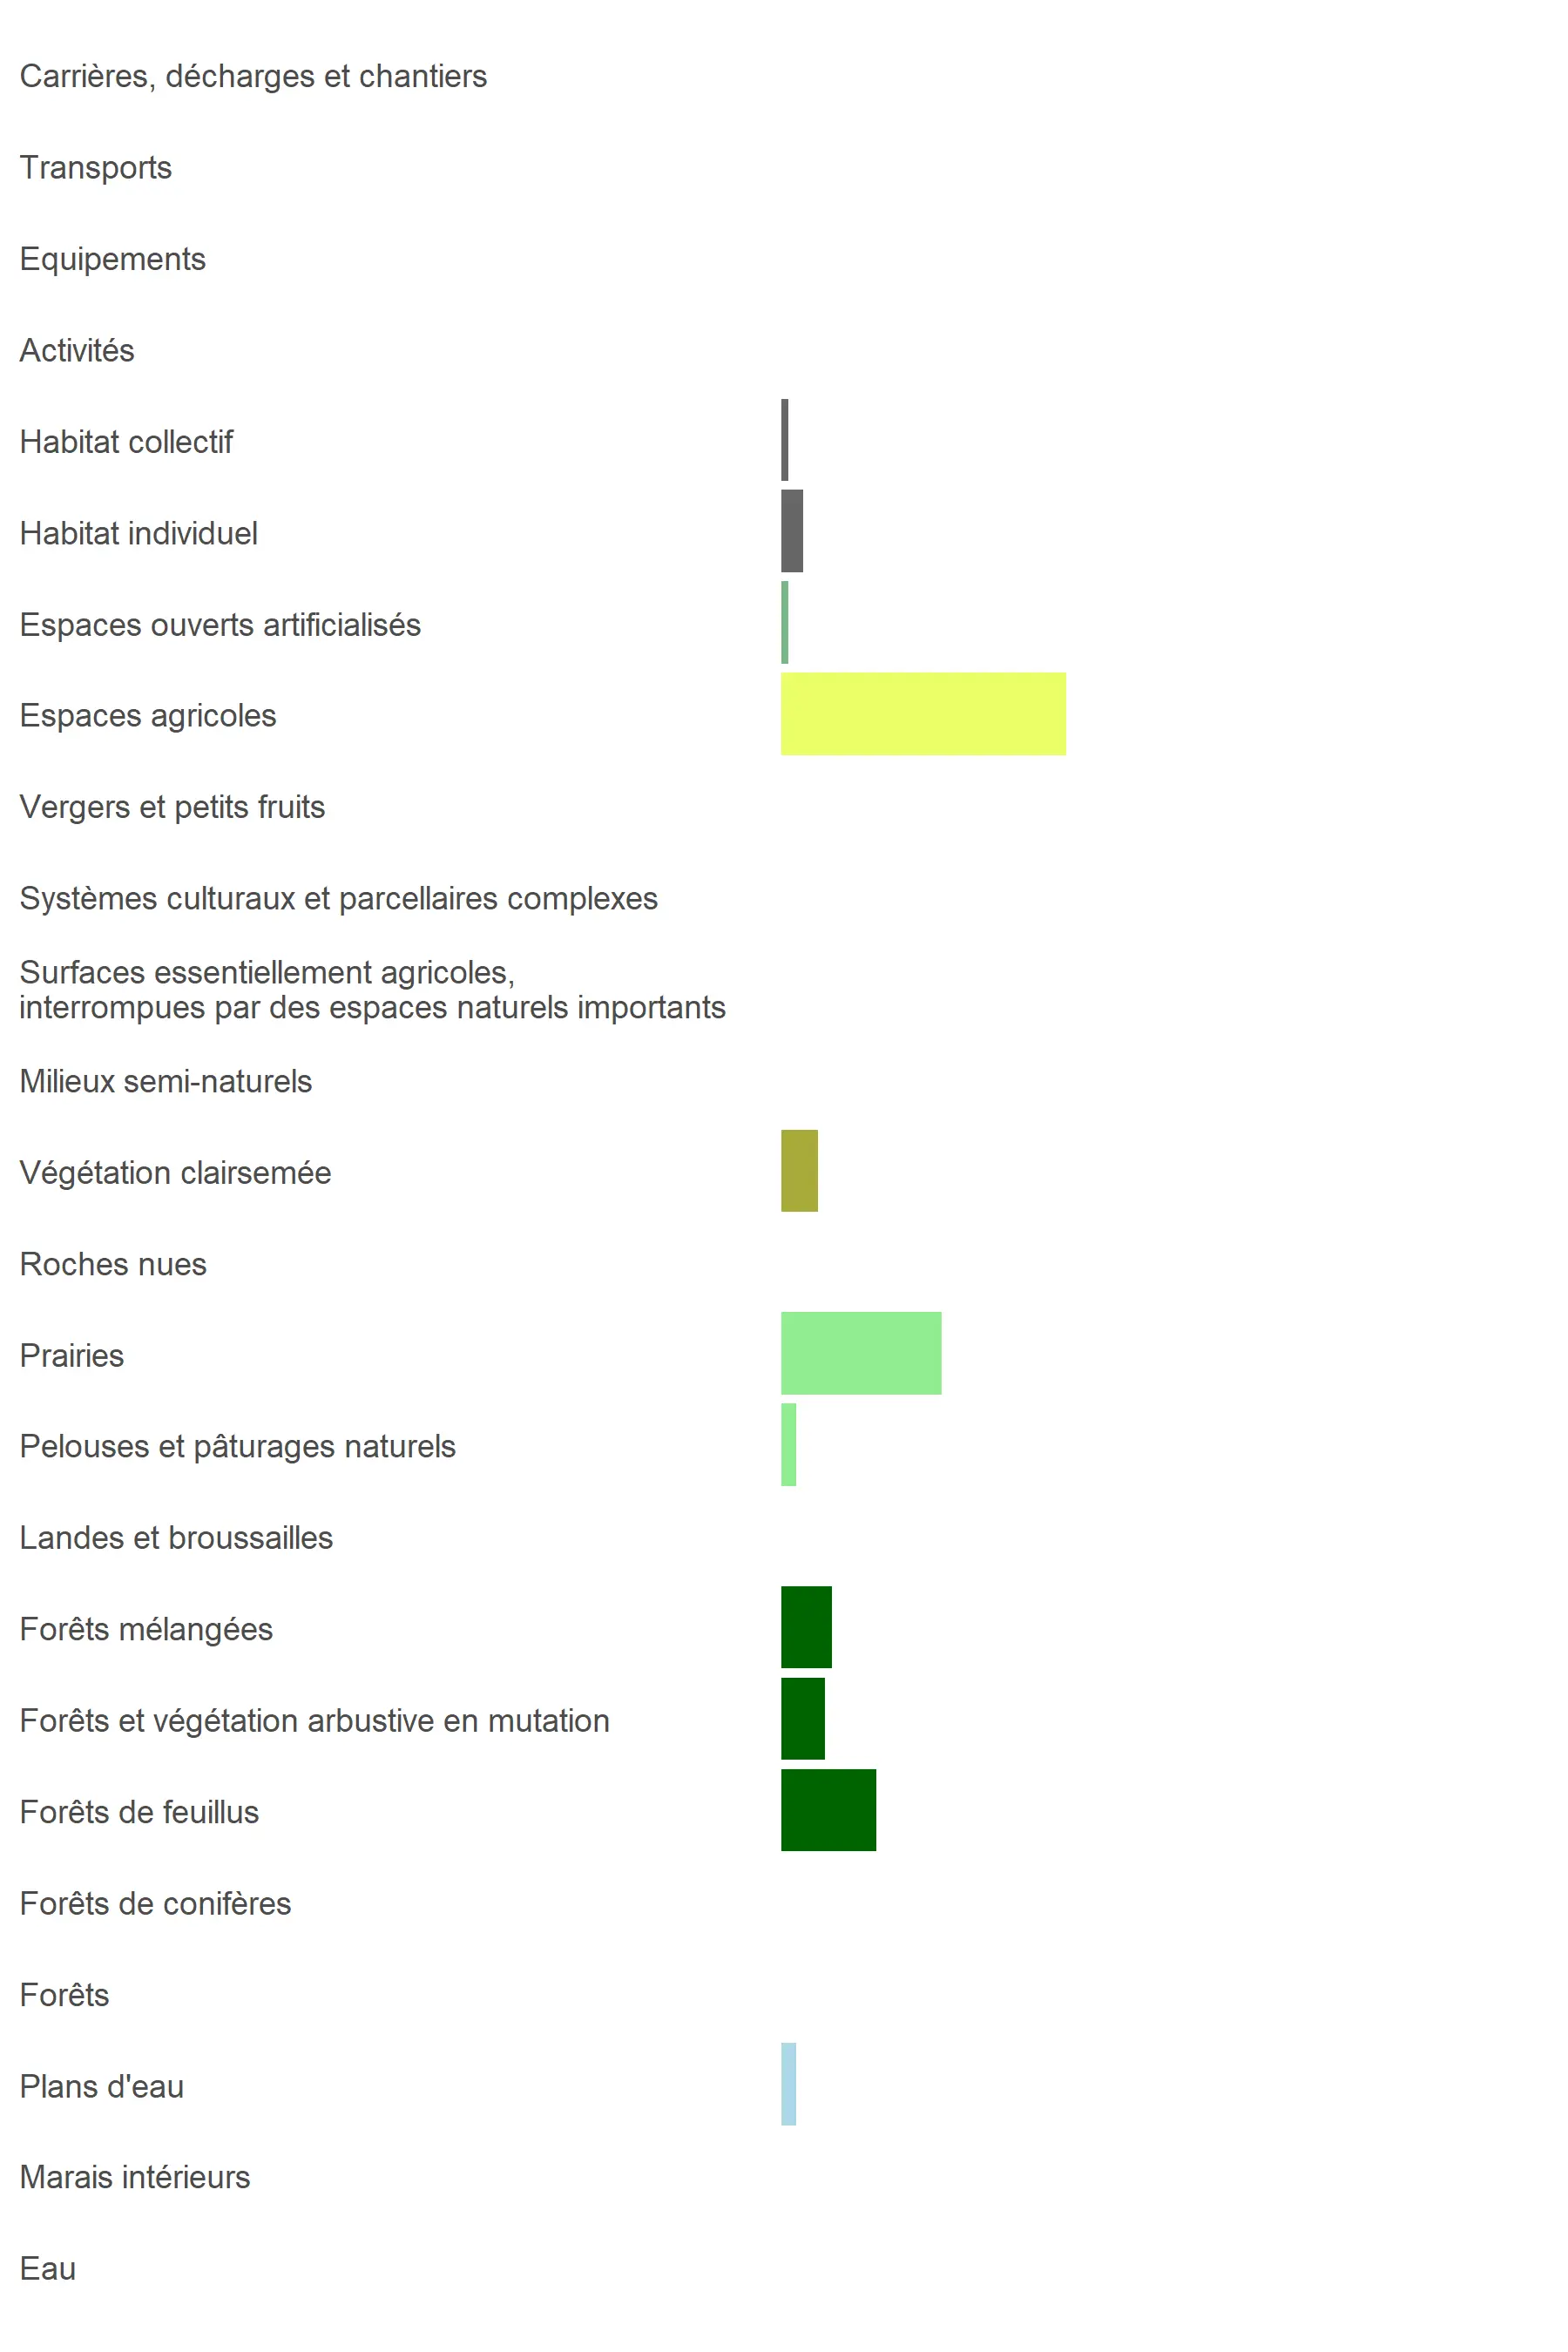 Carrières, décharges et chantiers
Transports
Equipements
Activités
Habitat collectif
Habitat individuel
Espaces ouverts artificialisés
Espaces agricoles
Vergers et petits fruits
Systèmes culturaux et parcellaires complexes
Surfaces essentiellement agricoles,
interrompues par des espaces naturels importants
Milieux semi-naturels
Végétation clairsemée
Roches nues
Prairies
Pelouses et pâturages naturels
Landes et broussailles
Forêts mélangées
Forêts et végétation arbustive en mutation
Forêts de feuillus
Forêts de conifères
Forêts
Plans d'eau
Marais intérieurs
Eau